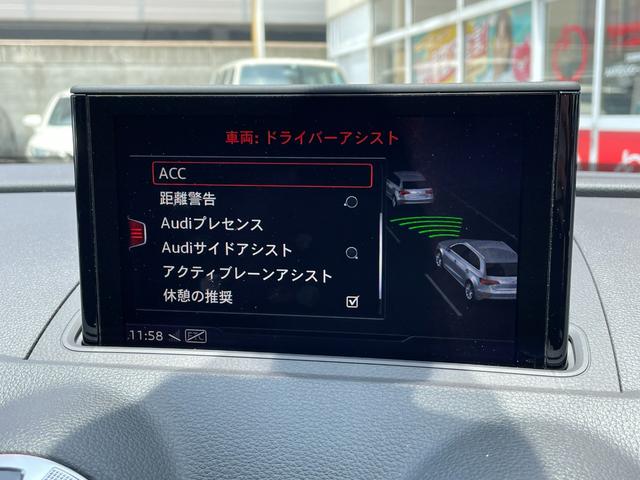 車両: ドライバーアシスト
ACC
距離警告
Audiプレセンス
Audiサイドアシスト
アクティブレーンアシスト
休憩の推奨
11:58 ETC